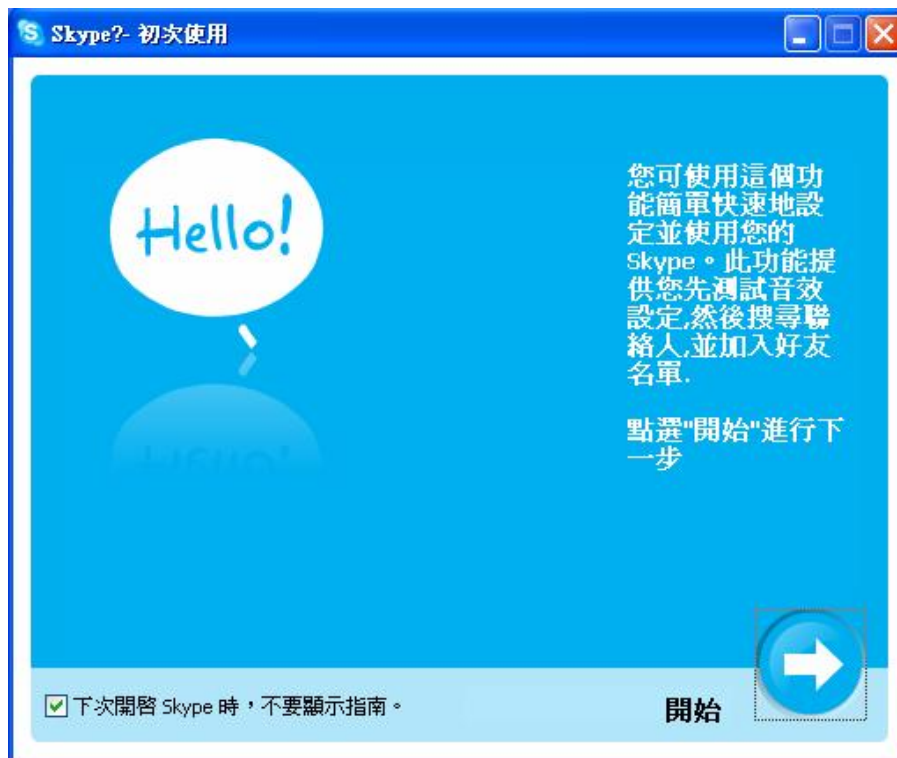 Skype?- 初次使用
Hello!
您可使用這個功
能簡單快速地設
定並使用您的
Skype。此功能提
供您先測試音效
設定,然後搜尋聯
絡人,並加入好友
名單.
點選"開始"進行下
一步
下次開啓 Skype 時，不要顯示指南。
開始